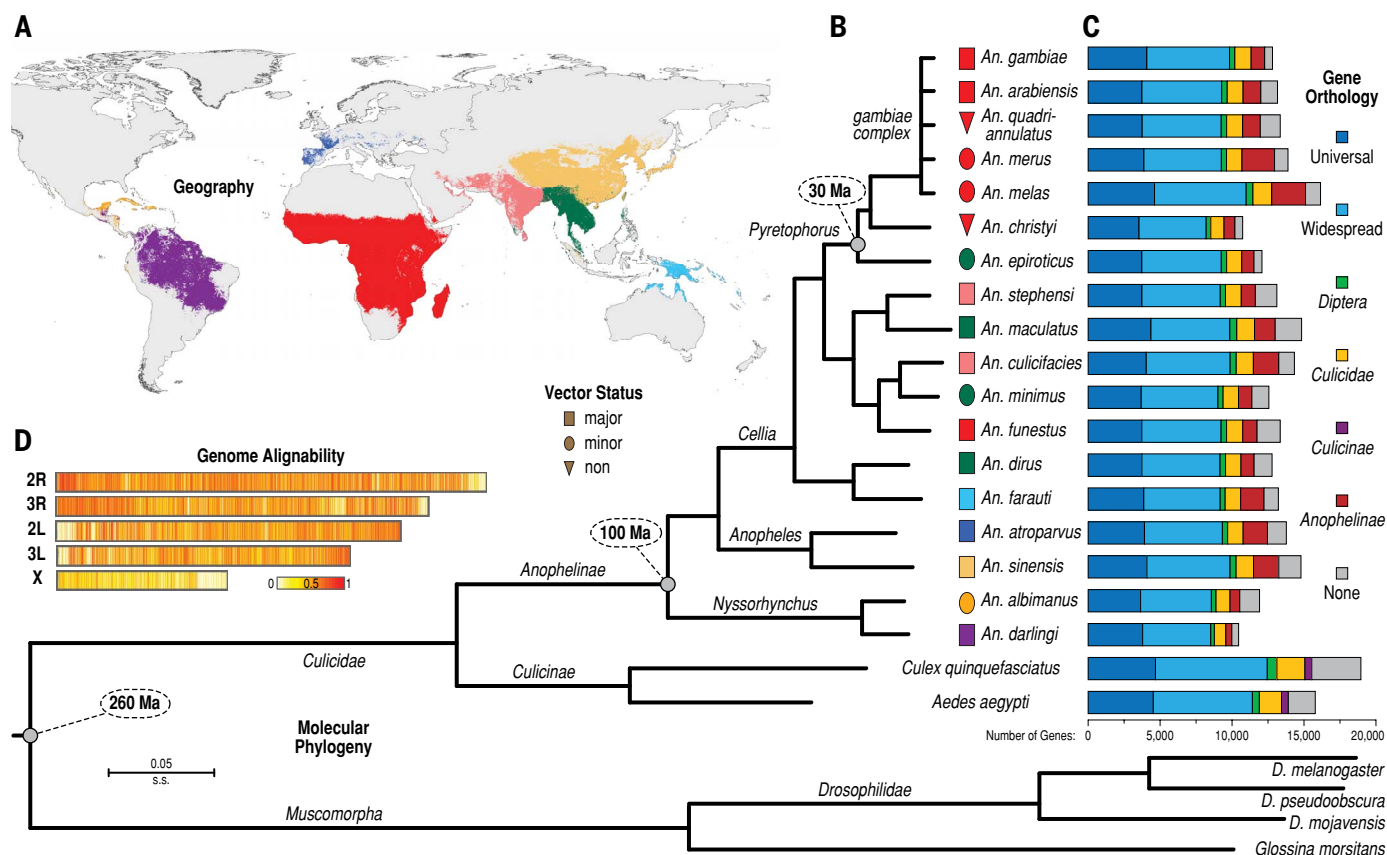 A
B
C
Geography
Vector Status
major
minor
non
D
Genome Alignability
2R
3R
2L
3L
X
0
0.5
1
gambiae
complex
30 Ma
Pyretophorus
Cellia
100 Ma
Anopheles
Anophelinae
Nyssorhynchus
Culicidae
Culicinae
260 Ma
Molecular
Phylogeny
0.05
s.s.
Muscomorpha
Drosophilidae
An. gambiae
An. arabiensis
An. quadri-
annulatus
An. merus
An. melas
An. christyi
An. epiroticus
An. stephensi
An. maculatus
An. culicifacies
An. minimus
An. funestus
An. dirus
An. farauti
An. atroparvus
An. sinensis
An. albimanus
An. darlingi
Culex quinquefasciatus
Aedes aegypti
Number of Genes: 0 5,000 10,000 15,000 20,000
D. melanogaster
D. pseudoobscura
D. mojavensis
Glossina morsitans
Gene
Orthology
Universal
Widespread
Diptera
Culicidae
Culicinae
Anophelinae
None